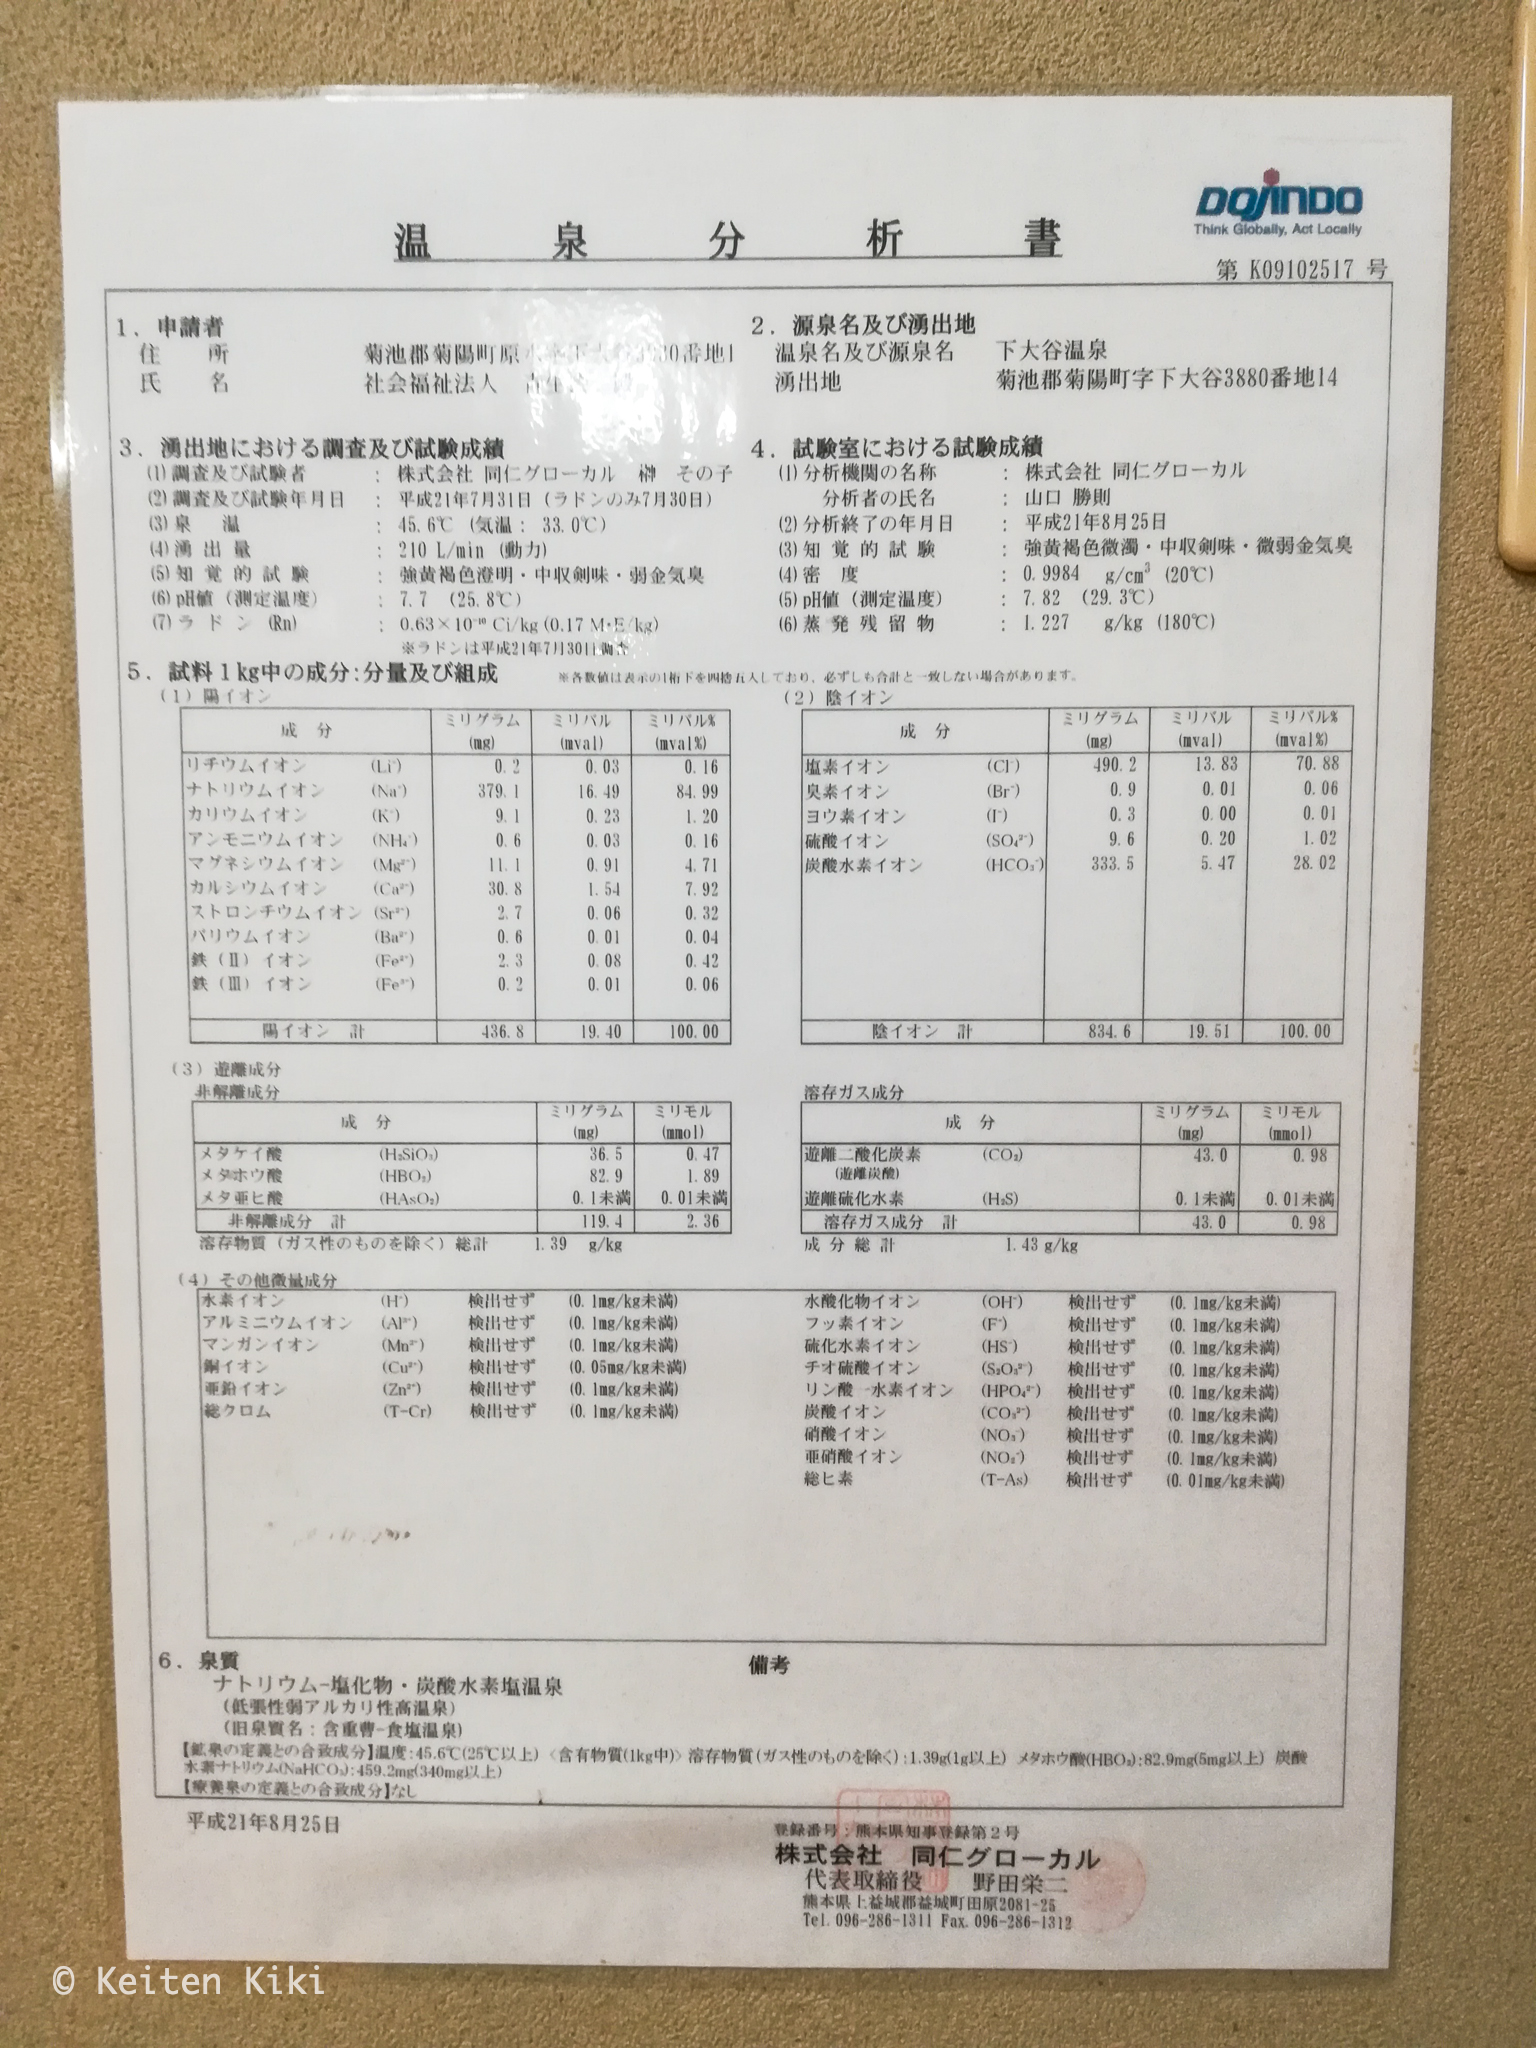 DOJINDO
Think Globally, Act Locally
温泉分析書
第 K09102517 号
1. 申請者
住所 菊池郡菊陽町原 番地1
氏名 社会福祉法人
2. 源泉名及び湧出地
温泉名及び源泉名 下大谷温泉
湧出地 菊池郡菊陽町字下大谷3880番地14
3. 湧出地における調査及び試験成績
(1) 調査及び試験者 : 株式会社 同仁グローカル 榊 その子
(2) 調査及び試験年月日 : 平成21年7月31日 (ラドンのみ7月30日)
(3) 泉温 : 45.6℃ (気温: 33.0℃)
(4) 湧出量 : 210 L/min (動力)
(5) 知覚的試験 : 強黄褐色澄明・中収剣味・弱金気臭
(6) pH値 (測定温度) : 7.7 (25.8℃)
(7) ラドン (Rn) : 0.63×10⁻¹⁰ Ci/kg (0.17 M・E/kg)
※ラドンは平成21年7月30日調査
4. 試験室における試験成績
(1) 分析機関の名称 : 株式会社 同仁グローカル
分析者の氏名 : 山口 勝則
(2) 分析終了の年月日 : 平成21年8月25日
(3) 知覚的試験 : 強黄褐色微濁・中収剣味・微弱金気臭
(4) 密度 : 0.9984 g/cm³ (20℃)
(5) pH値 (測定温度) : 7.82 (29.3℃)
(6) 蒸発残留物 : 1.227 g/kg (180℃)
5. 試料1kg中の成分:分量及び組成 ※各数値は表示の1桁下を四捨五入しており、必ずしも合計と一致しない場合があります。
(1) 陽イオン
成分 ミリグラム (mg) ミリバル (mval) ミリバル% (mval%)
リチウムイオン (Li⁺) 0.2 0.03 0.16
ナトリウムイオン (Na⁺) 379.1 16.49 84.99
カリウムイオン (K⁺) 9.1 0.23 1.20
アンモニウムイオン (NH₄⁺) 0.6 0.03 0.16
マグネシウムイオン (Mg²⁺) 11.1 0.91 4.71
カルシウムイオン (Ca²⁺) 30.8 1.54 7.92
ストロンチウムイオン (Sr²⁺) 2.7 0.06 0.32
バリウムイオン (Ba²⁺) 0.6 0.01 0.04
鉄(Ⅱ)イオン (Fe²⁺) 2.3 0.08 0.42
鉄(Ⅲ)イオン (Fe³⁺) 0.2 0.01 0.06
陽イオン 計 436.8 19.40 100.00
(2) 陰イオン
成分 ミリグラム (mg) ミリバル (mval) ミリバル% (mval%)
塩素イオン (Cl⁻) 490.2 13.83 70.88
臭素イオン (Br⁻) 0.9 0.01 0.06
ヨウ素イオン (I⁻) 0.3 0.00 0.01
硫酸イオン (SO₄²⁻) 9.6 0.20 1.02
炭酸水素イオン (HCO₃⁻) 333.5 5.47 28.02
陰イオン 計 834.6 19.51 100.00
(3) 遊離成分
非解離成分
成分 ミリグラム (mg) ミリモル (mmol)
メタケイ酸 (H₂SiO₃) 36.5 0.47
メタホウ酸 (HBO₂) 82.9 1.89
メタ亜ヒ酸 (HAsO₂) 0.1未満 0.01未満
非解離成分 計 119.4 2.36
溶存物質 (ガス性のものを除く) 総計 1.39 g/kg
溶存ガス成分
成分 ミリグラム (mg) ミリモル (mmol)
遊離二酸化炭素 (CO₂) 43.0 0.98
(遊離炭酸)
遊離硫化水素 (H₂S) 0.1未満 0.01未満
溶存ガス成分 計 43.0 0.98
成分総計 1.43 g/kg
(4) その他微量成分
水素イオン (H⁺) 検出せず (0.1mg/kg未満)
アルミニウムイオン (Al³⁺) 検出せず (0.1mg/kg未満)
マンガンイオン (Mn²⁺) 検出せず (0.1mg/kg未満)
銅イオン (Cu²⁺) 検出せず (0.05mg/kg未満)
亜鉛イオン (Zn²⁺) 検出せず (0.1mg/kg未満)
総クロム (T-Cr) 検出せず (0.1mg/kg未満)
水酸化物イオン (OH⁻) 検出せず (0.1mg/kg未満)
フッ素イオン (F⁻) 検出せず (0.1mg/kg未満)
硫化水素イオン (HS⁻) 検出せず (0.1mg/kg未満)
チオ硫酸イオン (S₂O₃²⁻) 検出せず (0.1mg/kg未満)
リン酸一水素イオン (HPO₄²⁻) 検出せず (0.1mg/kg未満)
炭酸イオン (CO₃²⁻) 検出せず (0.1mg/kg未満)
硝酸イオン (NO₃⁻) 検出せず (0.1mg/kg未満)
亜硝酸イオン (NO₂⁻) 検出せず (0.1mg/kg未満)
総ヒ素 (T-As) 検出せず (0.01mg/kg未満)
6. 泉質
ナトリウム-塩化物・炭酸水素塩温泉
(低張性弱アルカリ性高温泉)
(旧泉質名: 含重曹-食塩温泉)
備考
【鉱泉の定義との合致成分】温度:45.6℃(25℃以上) 〈含有物質(1kg中)〉 溶存物質(ガス性のものを除く):1.39g(1g以上) メタホウ酸(HBO₂):82.9mg(5mg以上) 炭酸
水素ナトリウム(NaHCO₃):459.2mg(340mg以上)
【療養泉の定義との合致成分】なし
平成21年8月25日
登録番号:熊本県知事登録第2号
株式会社 同仁グローカル
代表取締役 野田栄二
熊本県上益城郡益城町田原2081-25
Tel. 096-286-1311 Fax. 096-286-1312
© Keiten Kiki